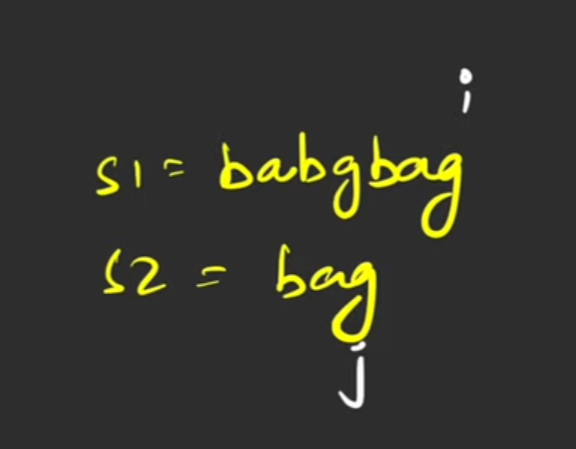 i
s1 = babgbag
s2 = bag
j